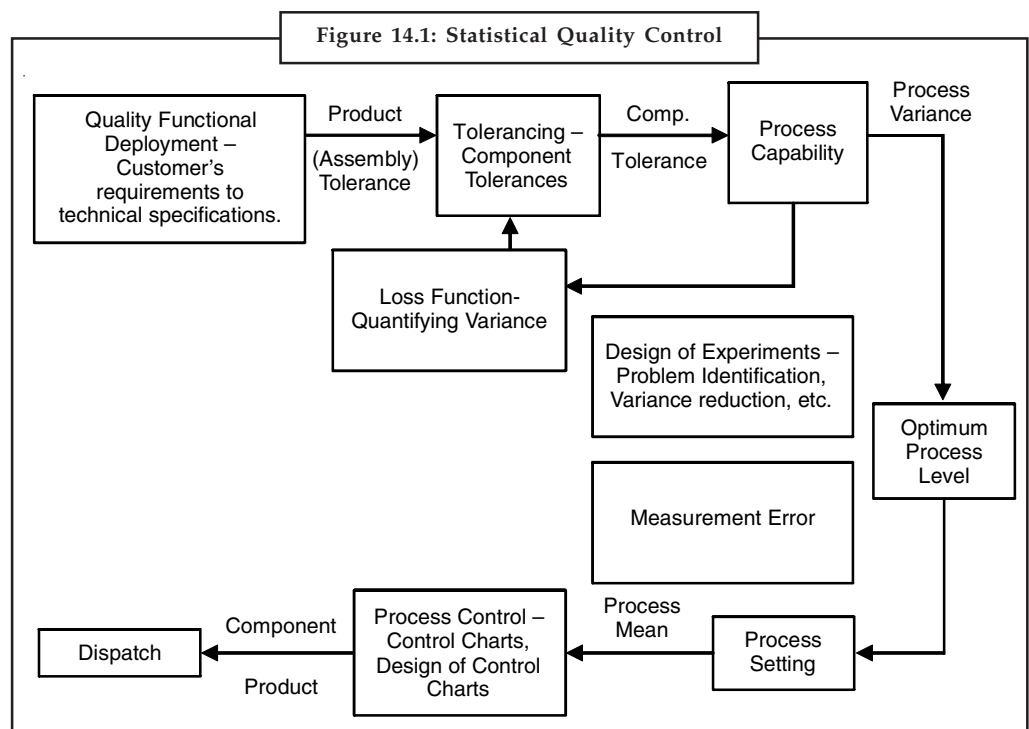 Figure 14.1: Statistical Quality Control
Quality Functional
Deployment –
Customer's
requirements to
technical specifications.
Product
(Assembly)
Tolerance
Tolerancing –
Component
Tolerances
Comp.
Tolerance
Process
Capability
Process
Variance
Loss Function-
Quantifying Variance
Design of Experiments –
Problem Identification,
Variance reduction, etc.
Optimum
Process
Level
Measurement Error
Process
Setting
Process
Mean
Process Control –
Control Charts,
Design of Control
Charts
Component
Product
Dispatch